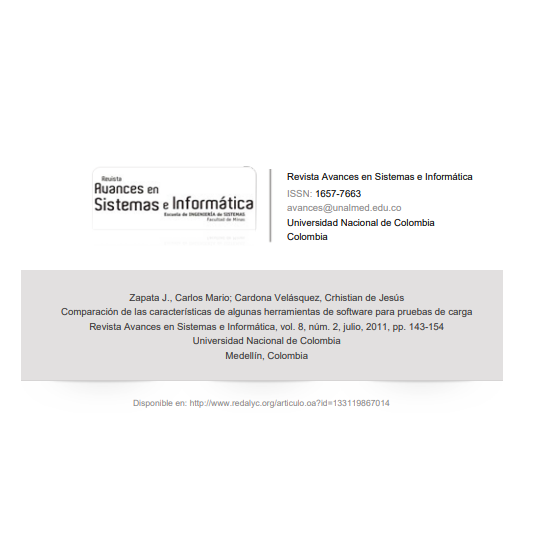 Revista
Avances en
Sistemas e Informática
Escuela de INGENIERÍA de SISTEMAS
Facultad de Minas
Revista Avances en Sistemas e Informática
ISSN: 1657-7663
avances@unalmed.edu.co
Universidad Nacional de Colombia
Colombia
Zapata J., Carlos Mario; Cardona Velásquez, Crhistian de Jesús
Comparación de las características de algunas herramientas de software para pruebas de carga
Revista Avances en Sistemas e Informática, vol. 8, núm. 2, julio, 2011, pp. 143-154
Universidad Nacional de Colombia
Medellín, Colombia
Disponible en: http://www.redalyc.org/articulo.oa?id=133119867014